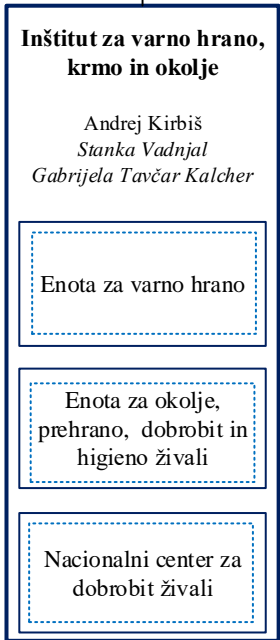 Inštitut za varno hrano,
krmo in okolje
Andrej Kirbiš
Stanka Vadnjal
Gabrijela Tavčar Kalcher
Enota za varno hrano
Enota za okolje,
prehrano, dobrobit in
higieno živali
Nacionalni center za
dobrobit živali